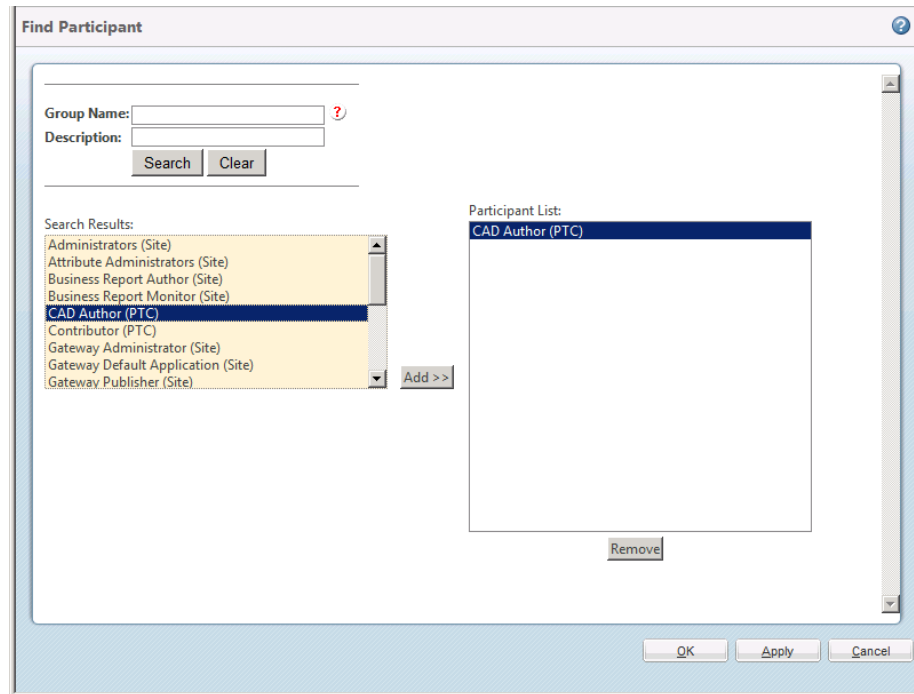 Find Participant
?
Group Name:
?
Description:
Search Clear
Search Results:
Administrators (Site)
Attribute Administrators (Site)
Business Report Author (Site)
Business Report Monitor (Site)
CAD Author (PTC)
Contributor (PTC)
Gateway Administrator (Site)
Gateway Default Application (Site)
Gateway Publisher (Site)
Add >>
Participant List:
CAD Author (PTC)
Remove
OK Apply Cancel